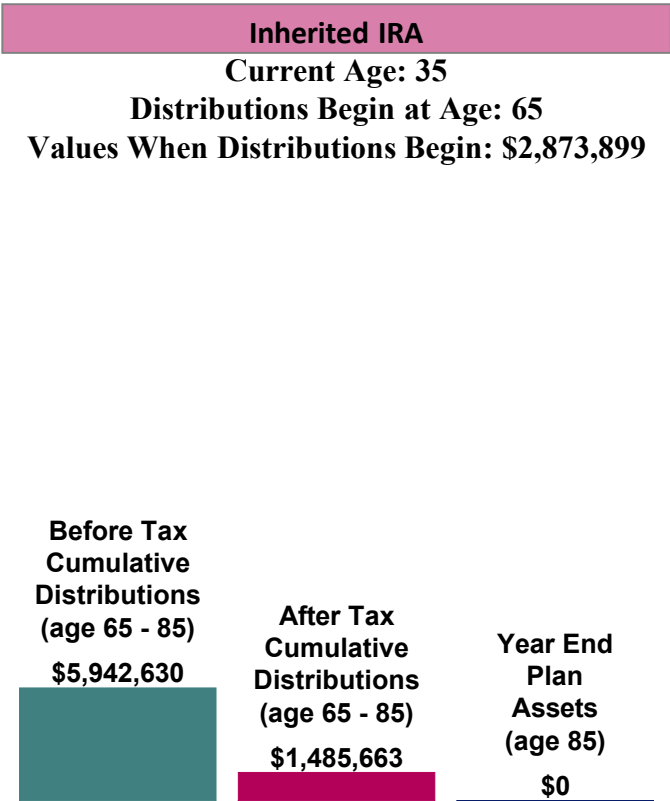 Inherited IRA
Current Age: 35
Distributions Begin at Age: 65
Values When Distributions Begin: $2,873,899
Before Tax
Cumulative
Distributions
(age 65 - 85)
$5,942,630
After Tax
Cumulative
Distributions
(age 65 - 85)
$1,485,663
Year End
Plan
Assets
(age 85)
$0